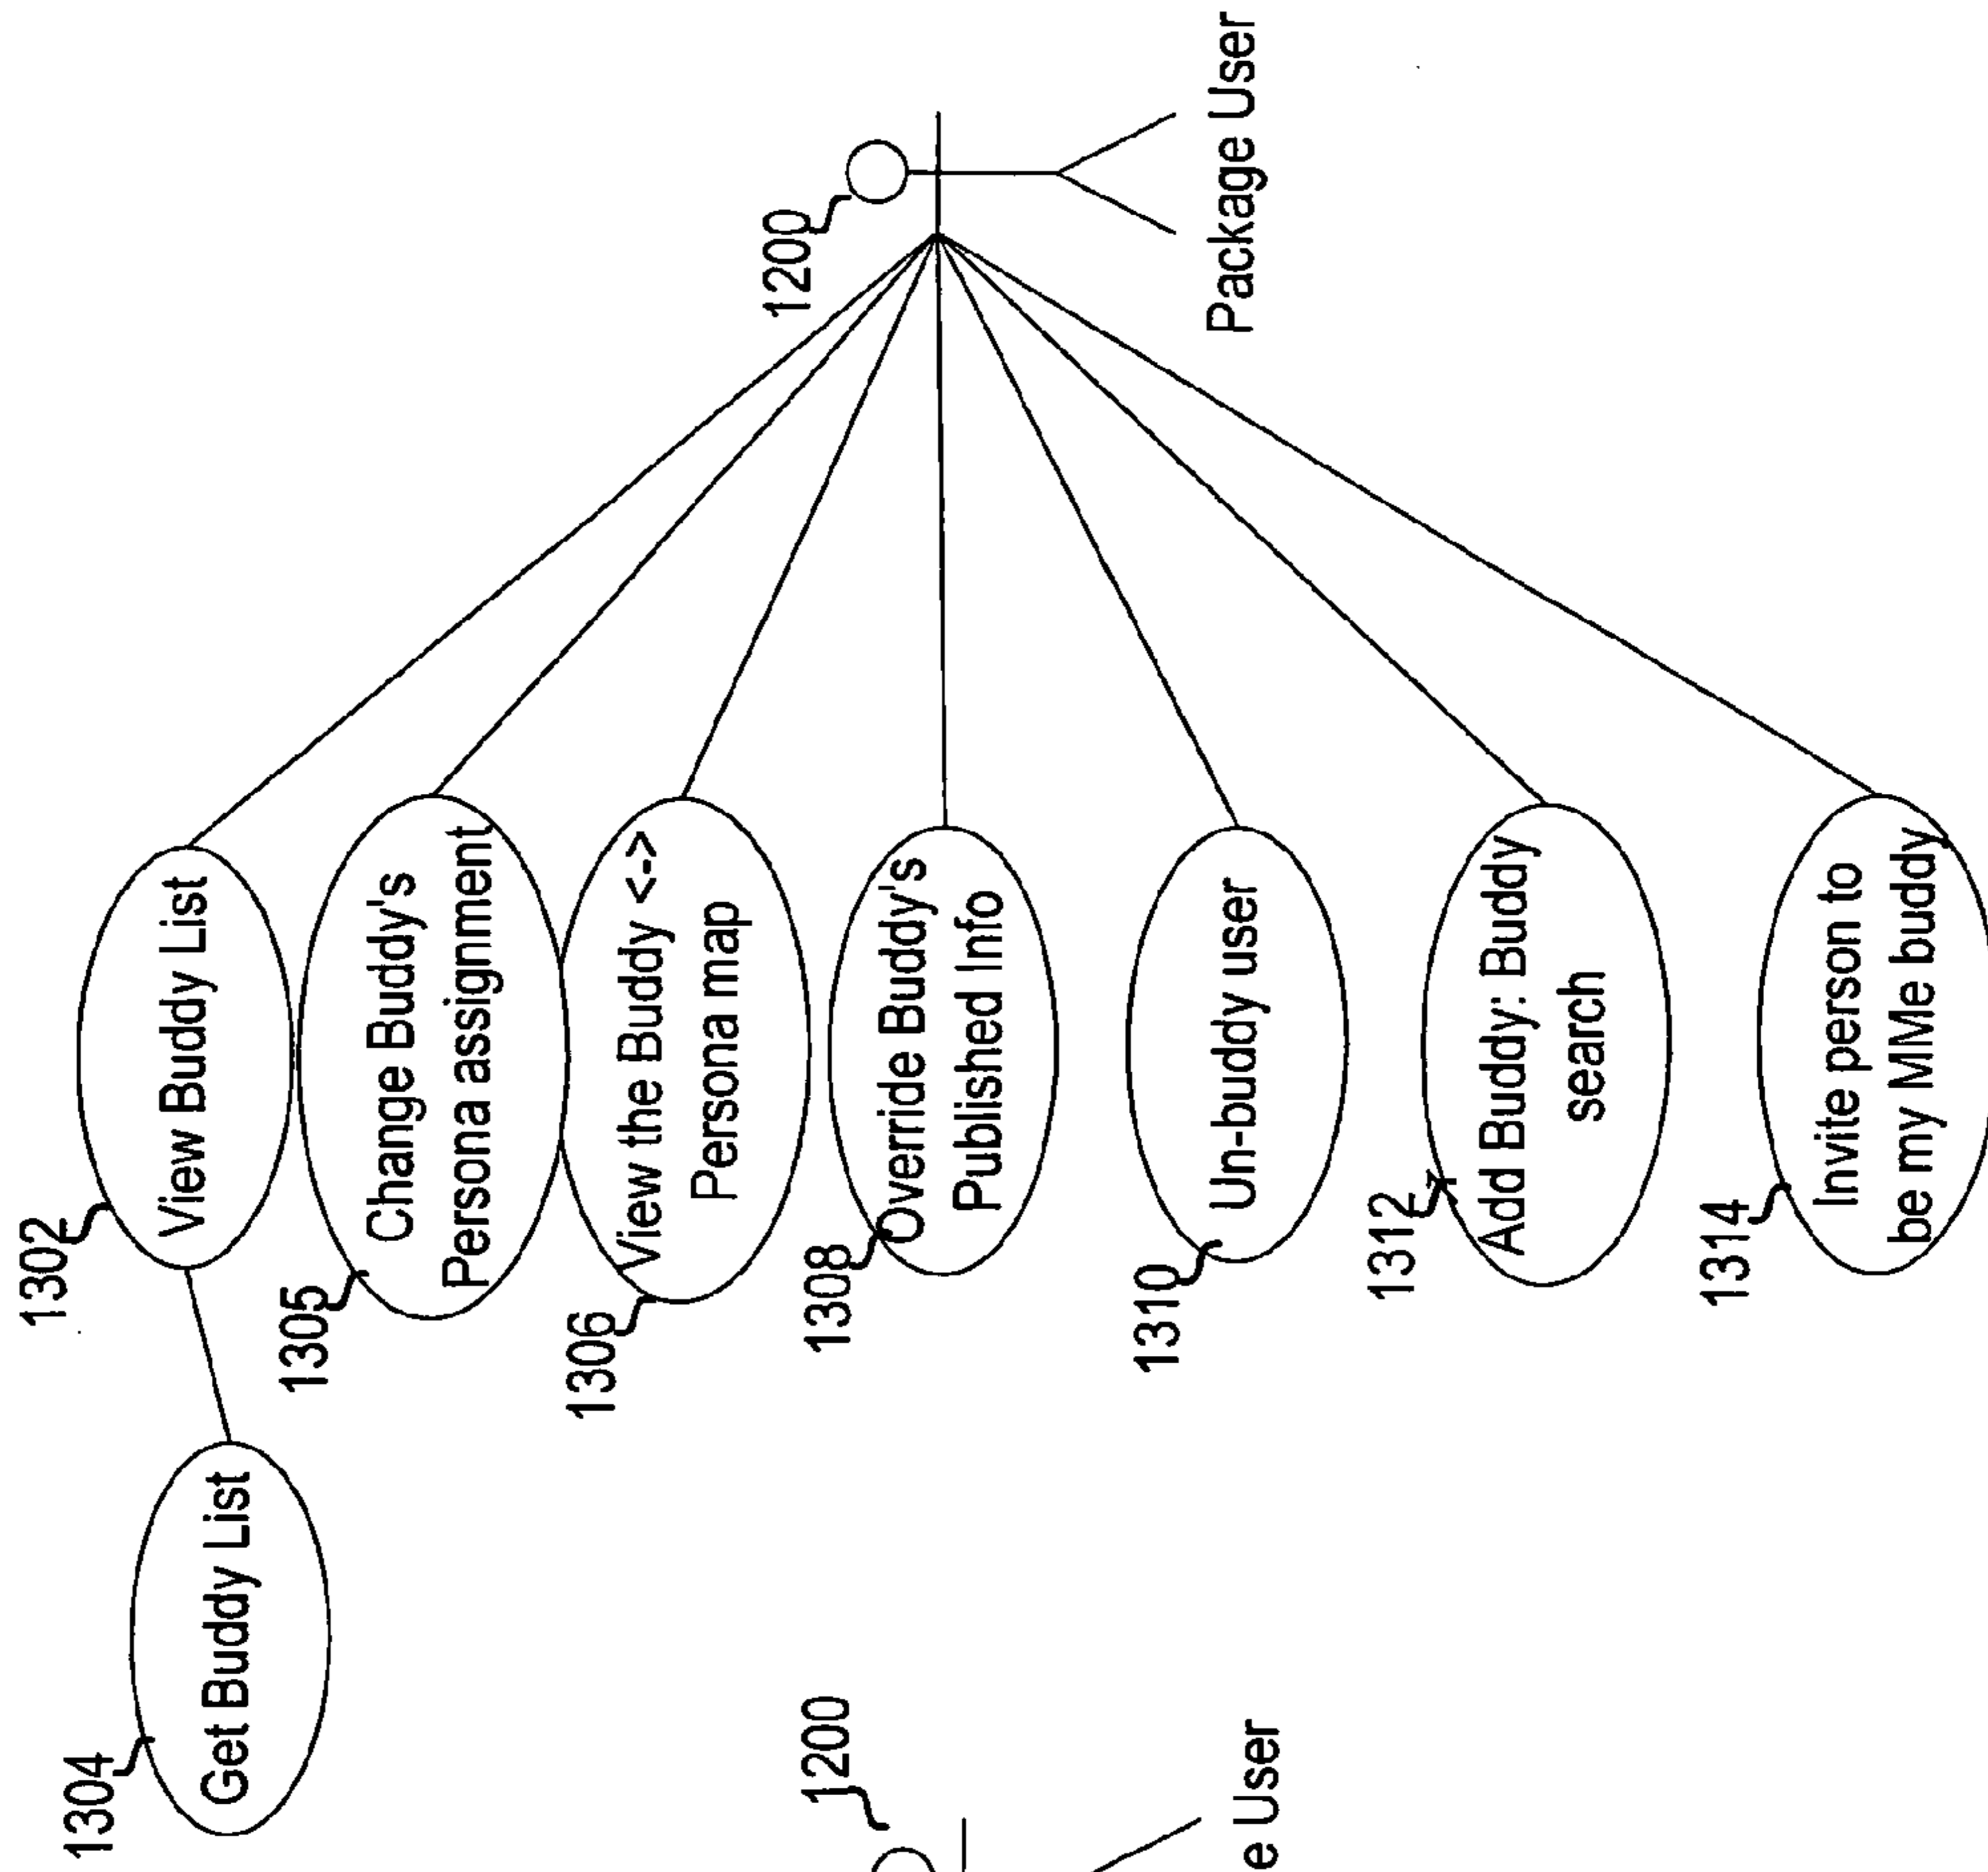 1302
View Buddy List
1304
Get Buddy List
1305
Change Buddy's
Persona assignment
1306
View the Buddy <->
Persona map
1308
Override Buddy's
Published Info
1310
Un-buddy user
1312
Add Buddy: Buddy
search
1314
Invite person to
be my MMe buddy
1200
Package User
1200
e User